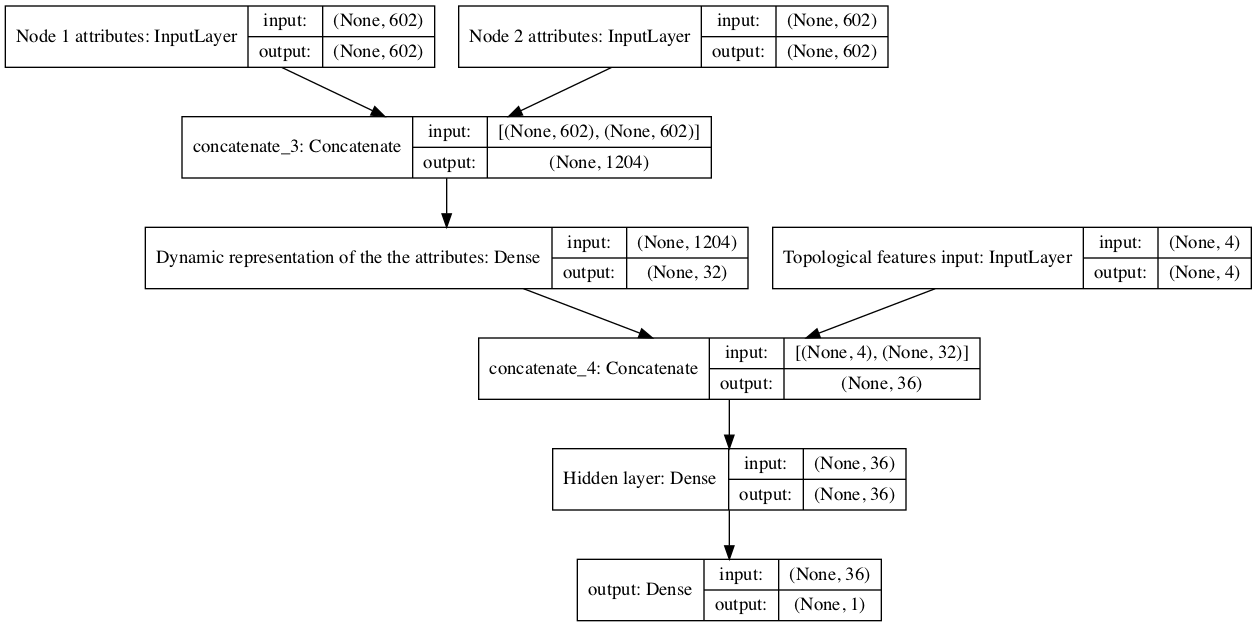 Node 1 attributes: InputLayer
input: (None, 602)
output: (None, 602)
Node 2 attributes: InputLayer
input: (None, 602)
output: (None, 602)
concatenate_3: Concatenate
input: [(None, 602), (None, 602)]
output: (None, 1204)
Dynamic representation of the the attributes: Dense
input: (None, 1204)
output: (None, 32)
Topological features input: InputLayer
input: (None, 4)
output: (None, 4)
concatenate_4: Concatenate
input: [(None, 4), (None, 32)]
output: (None, 36)
Hidden layer: Dense
input: (None, 36)
output: (None, 36)
output: Dense
input: (None, 36)
output: (None, 1)